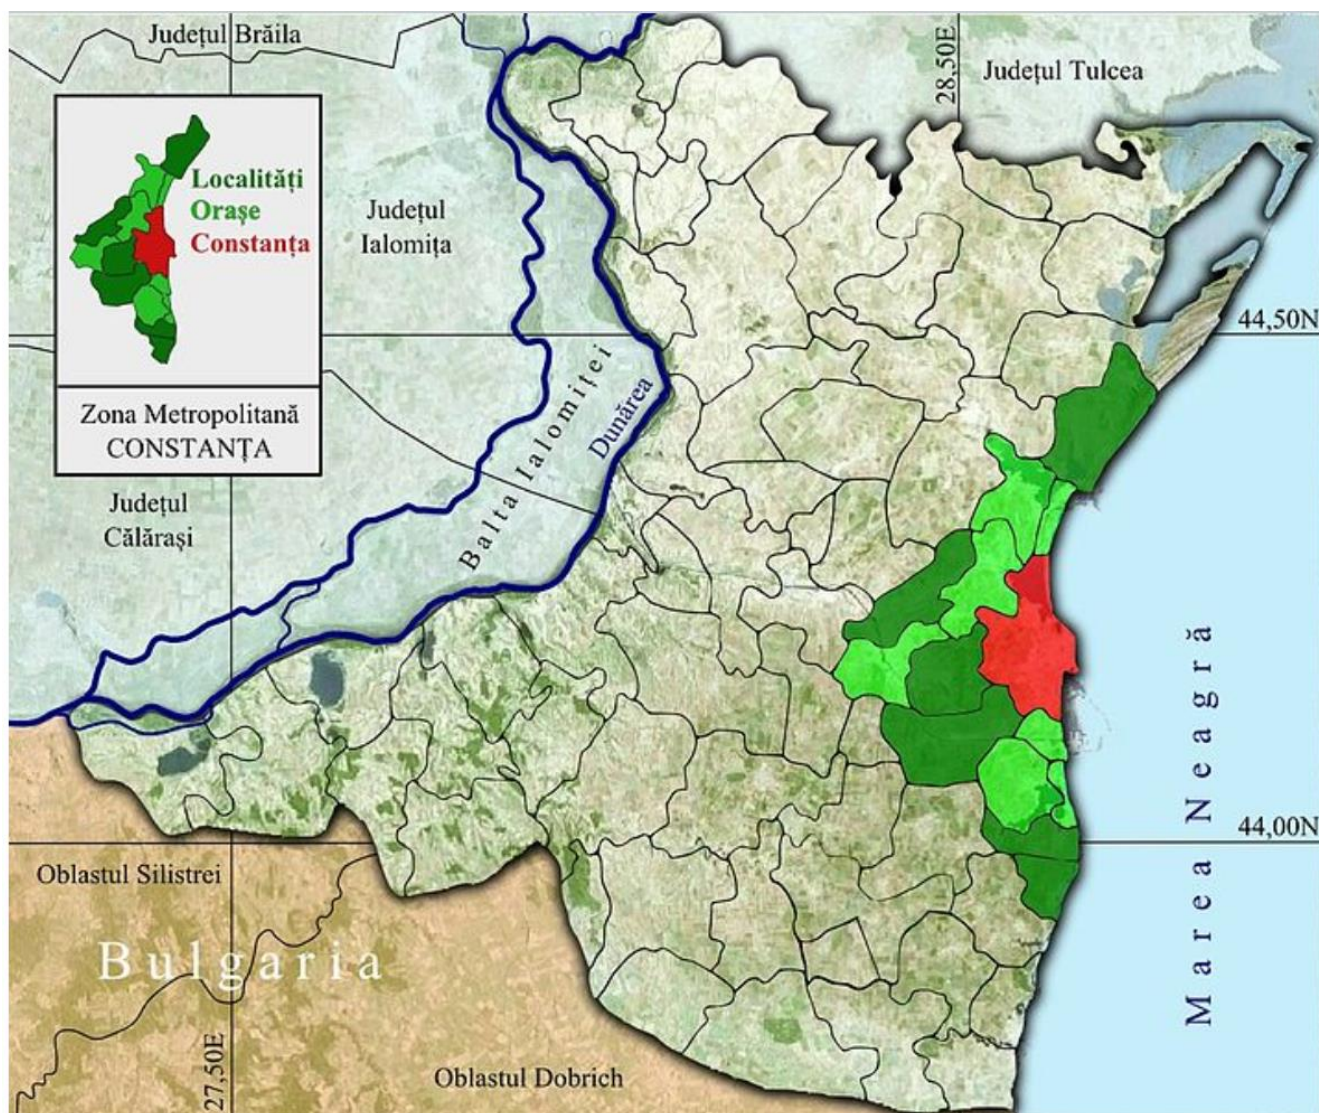 Județul Brăila
28,50E
Județul Tulcea
Localități
Orașe
Constanța
Județul
Ialomița
44,50N
Zona Metropolitană
CONSTANȚA
Balta Ialomiței
Dunărea
Județul
Călărași
Marea Neagră
44,00N
Oblastul Silistrei
Bulgaria
27,50E
Oblastul Dobrich